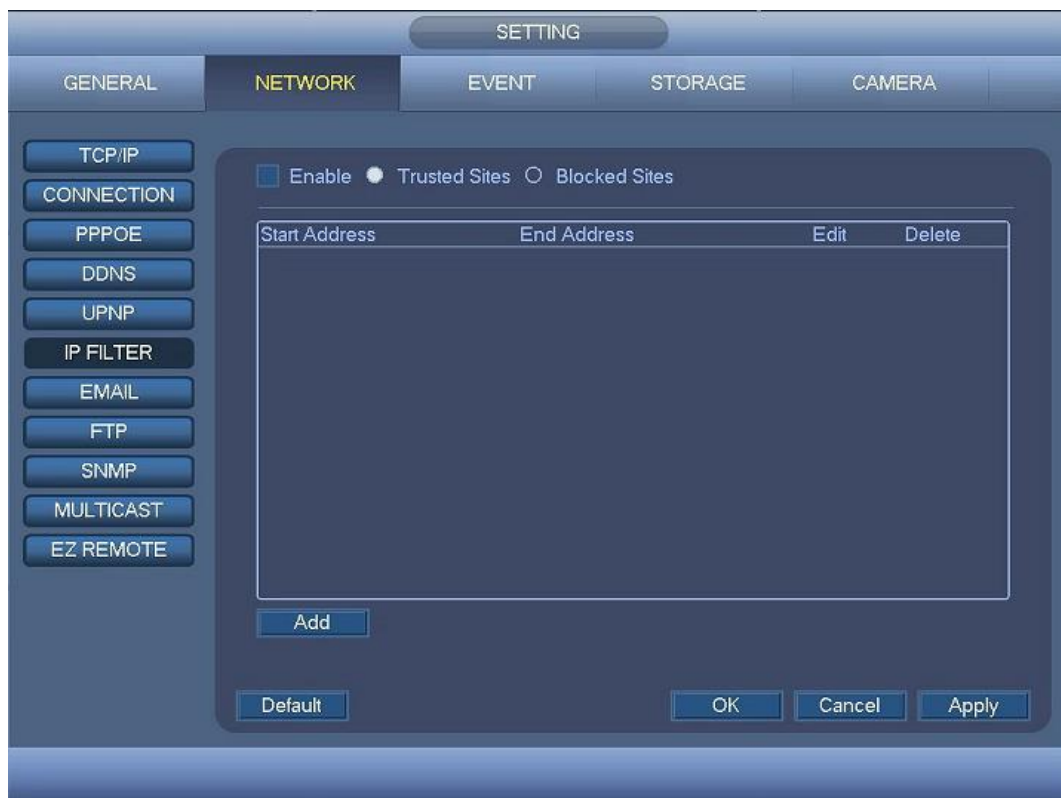 SETTING
GENERAL NETWORK EVENT STORAGE CAMERA
TCP/IP
CONNECTION
PPPOE
DDNS
UPNP
IP FILTER
EMAIL
FTP
SNMP
MULTICAST
EZ REMOTE
Enable Trusted Sites Blocked Sites
Start Address End Address Edit Delete
Add
Default OK Cancel Apply